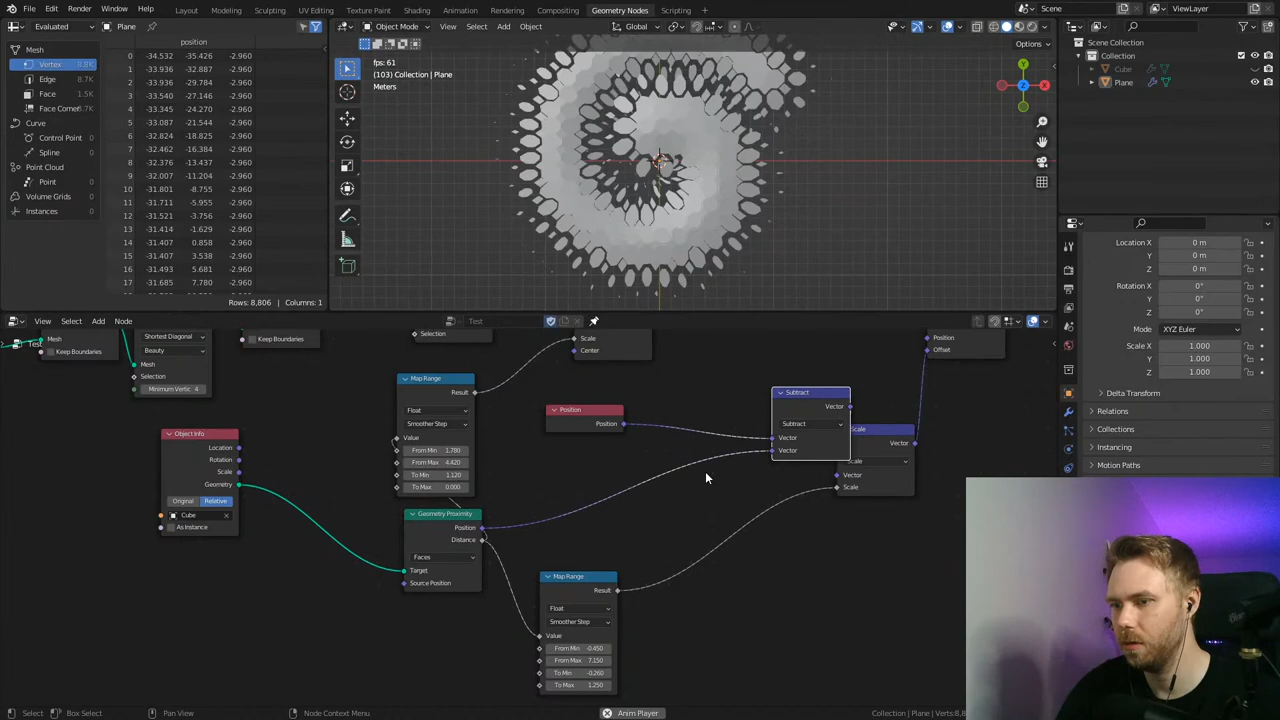 File Edit Render Window Help Layout Modeling Sculpting UV Editing Texture Paint Shading Animation Rendering Compositing Geometry Nodes Scripting Scene ViewLayer
Evaluated Plane Object Mode View Select Add Object Global
Mesh position Options
Vertex 8.8K 0 -34.532 -35.426 -2.960 fps: 61 Scene Collection
Edge 8.7K 1 -33.936 -32.887 -2.960 (103) Collection | Plane Collection
Face 1.5K 2 -33.936 -29.784 -2.960 Meters Cube
Face Corner 3 -33.540 -27.146 -2.960 Y X Z Plane
Curve 4 -33.345 -24.270 -2.960
Control Point 5 -33.087 -21.544 -2.960
Spline 6 -32.824 -18.825 -2.960
Point Cloud 7 -32.632 -16.384 -2.960
Point 8 -32.376 -13.437 -2.960
Volume Grids 9 -32.007 -11.204 -2.960
Instances 10 -31.801 -8.755 -2.960
11 -31.711 -5.955 -2.960
12 -31.521 -3.756 -2.960
13 -31.414 -1.629 -2.960
14 -31.407 0.858 -2.960
15 -31.407 3.538 -2.960
16 -31.493 5.681 -2.960
17 -31.635 7.780 -2.960
Rows: 8,806 | Columns: 1
Location X 0 m
Y 0 m
Z 0 m
Rotation X 0°
Y 0°
Z 0°
Mode XYZ Euler
Scale X 1.000
Y 1.000
Z 1.000
Delta Transform
Relations
Collections
Instancing
Motion Paths
View Select Add Node Test
Mesh
Keep Boundaries
Test
Shortest Diagonal
Beauty
Mesh
Selection
Minimum Vertic 4
Keep Boundaries
Selection
Scale
Center
Position
Offset
Map Range
Result
Float
Smoother Step
Value
From Min 1.780
From Max 4.420
To Min 1.120
To Max 0.000
Position
Position
Subtract
Vector
Subtract
Vector
Vector
Scale
Vector
Scale
Vector
Scale
Object Info
Location
Rotation
Scale
Geometry
Original Relative
Cube
As Instance
Geometry Proximity
Position
Distance
Faces
Target
Source Position
Map Range
Result
Float
Smoother Step
Value
From Min -0.450
From Max 7.150
To Min -0.260
To Max 1.250
Select Box Select Pan View Node Context Menu Anim Player Collection | Plane